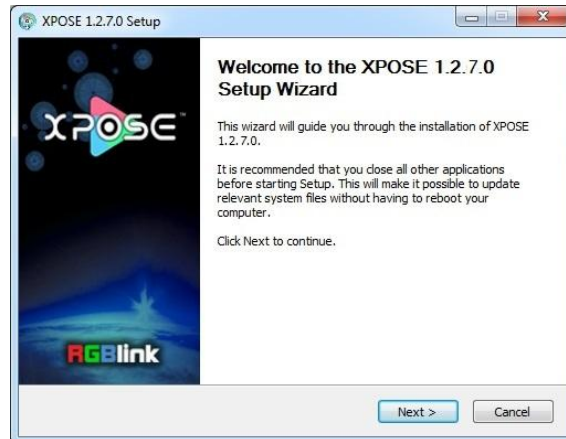 XPOSE 1.2.7.0 Setup
XPOSE™
RGBlink
Welcome to the XPOSE 1.2.7.0
Setup Wizard
This wizard will guide you through the installation of XPOSE
1.2.7.0.
It is recommended that you close all other applications
before starting Setup. This will make it possible to update
relevant system files without having to reboot your
computer.
Click Next to continue.
Next >
Cancel